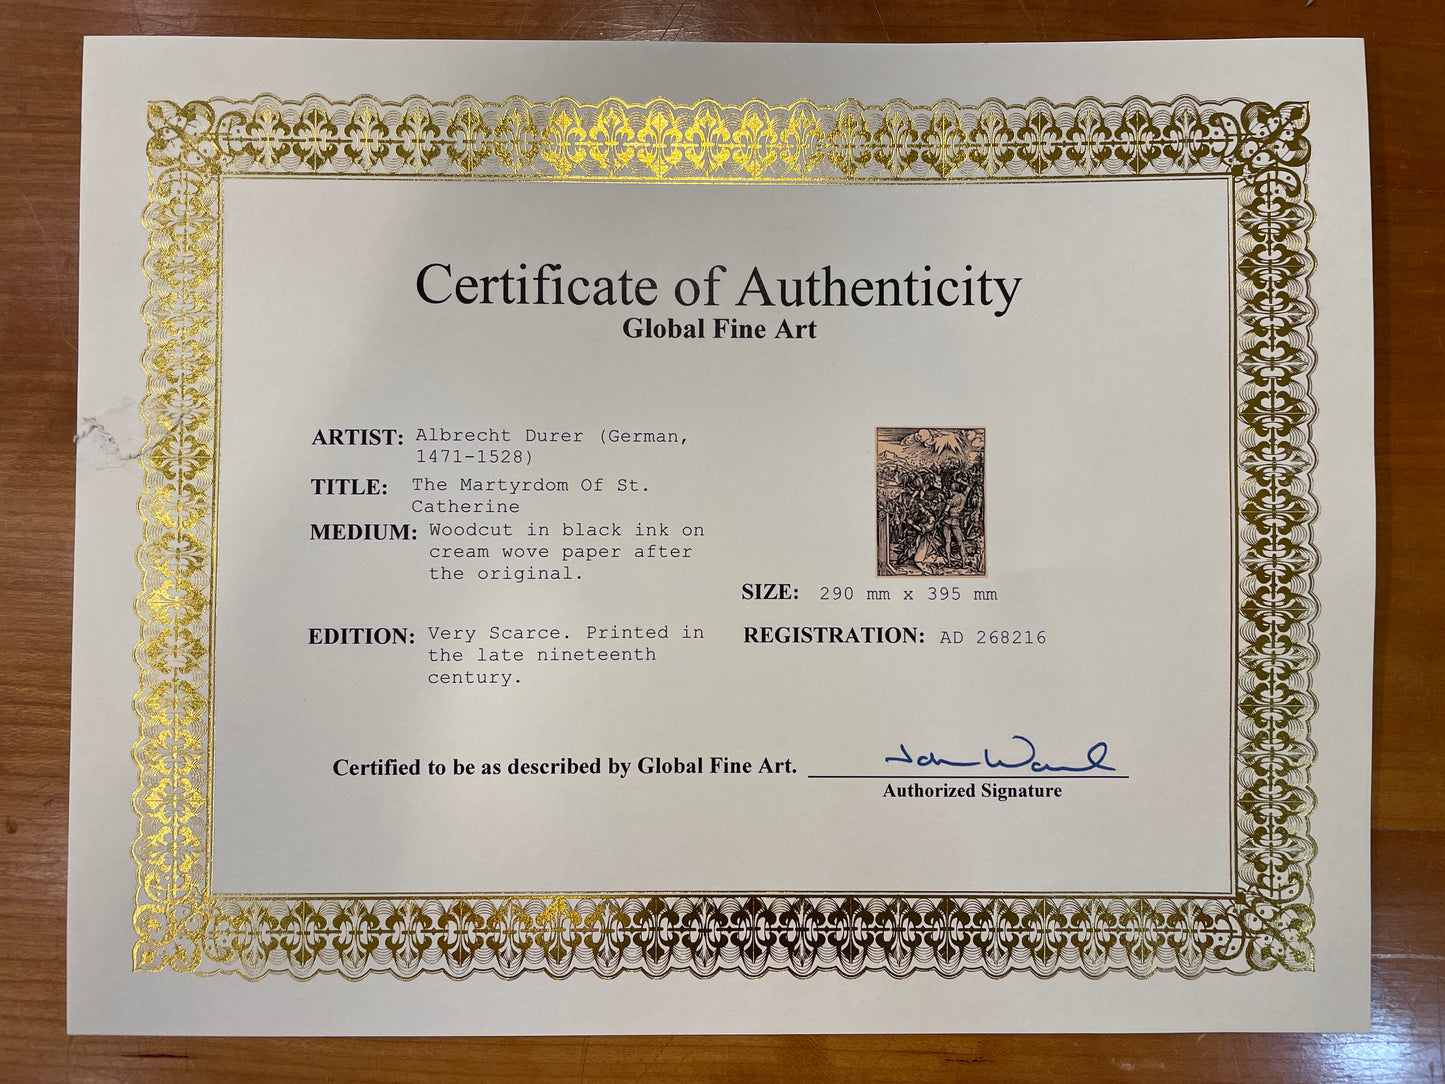 Certificate of Authenticity
Global Fine Art
ARTIST: Albrecht Durer (German,
1471-1528)
TITLE: The Martyrdom Of St.
Catherine
MEDIUM: Woodcut in black ink on
cream wove paper after
the original.
SIZE: 290 mm x 395 mm
EDITION: Very Scarce. Printed in
the late nineteenth
century.
REGISTRATION: AD 268216
Certified to be as described by Global Fine Art.
Authorized Signature